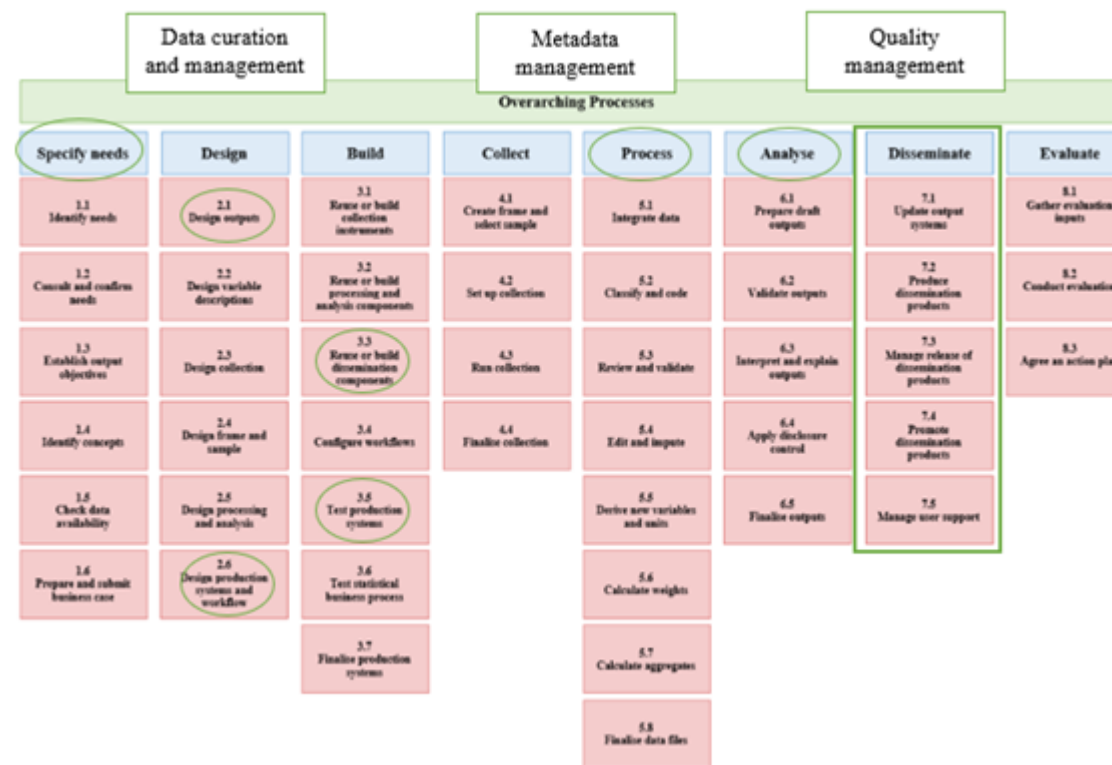 Data curation
and management
Metadata
management
Quality
management
Overarching Processes
Specify needs
Design
Build
Collect
Process
Analyse
Disseminate
Evaluate
1.1
Identify needs
1.2
Consult and confirm
needs
1.3
Establish output
objectives
1.4
Identify concepts
1.5
Check data
availability
1.6
Prepare and submit
business case
2.1
Design outputs
2.2
Design variable
descriptions
2.3
Design collection
2.4
Design frame and
sample
2.5
Design processing
and analysis
2.6
Design production
systems and
workflow
3.1
Reuse or build
collection
instruments
3.2
Reuse or build
processing and
analysis components
3.3
Reuse or build
dissemination
components
3.4
Configure workflows
3.5
Test production
systems
3.6
Test statistical
business process
3.7
Finalise production
systems
4.1
Create frame and
select sample
4.2
Set up collection
4.3
Run collection
4.4
Finalise collection
5.1
Integrate data
5.2
Classify and code
5.3
Review and validate
5.4
Edit and impute
5.5
Derive new variables
and units
5.6
Calculate weights
5.7
Calculate aggregates
5.8
Finalise data files
6.1
Prepare draft
outputs
6.2
Validate outputs
6.3
Interpret and explain
outputs
6.4
Apply disclosure
control
6.5
Finalise outputs
7.1
Update output
systems
7.2
Produce
dissemination
products
7.3
Manage release of
dissemination
products
7.4
Promote
dissemination
products
7.5
Manage user support
8.1
Gather evaluation
inputs
8.2
Conduct evaluation
8.3
Agree an action pla